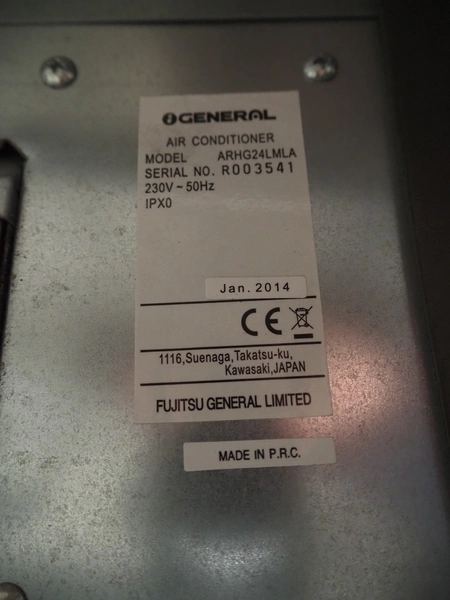 GENERAL
AIR CONDITIONER
MODEL ARHG24LMLA
SERIAL NO. R003541
230V ~ 50Hz
IPX0
Jan. 2014
CE
1116,Suenaga,Takatsu-ku,
Kawasaki,JAPAN
FUJITSU GENERAL LIMITED
MADE IN P.R.C.